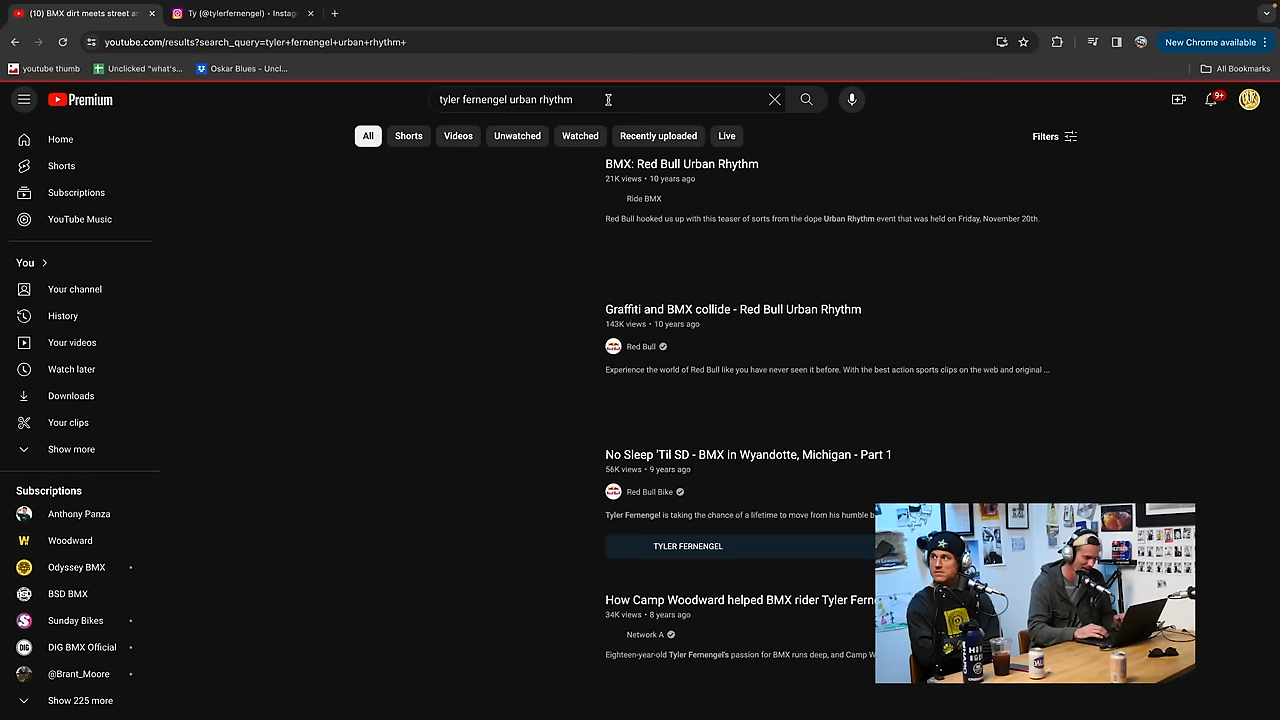 (10) BMX dirt meets street ar
Ty (@tylerfernengel) • Instag
youtube.com/results?search_query=tyler+fernengel+urban+rhythm+
New Chrome available
youtube thumb
Unclicked "what's...
Oskar Blues - Uncl...
All Bookmarks
Premium
tyler fernengel urban rhythm
9+
All
Shorts
Videos
Unwatched
Watched
Recently uploaded
Live
Filters
Home
Shorts
Subscriptions
YouTube Music
You
Your channel
History
Your videos
Watch later
Downloads
Your clips
Show more
Subscriptions
Anthony Panza
Woodward
Odyssey BMX
BSD BMX
Sunday Bikes
DIG BMX Official
@Brant_Moore
Show 225 more
BMX: Red Bull Urban Rhythm
21K views • 10 years ago
Ride BMX
Red Bull hooked us up with this teaser of sorts from the dope Urban Rhythm event that was held on Friday, November 20th.
Graffiti and BMX collide - Red Bull Urban Rhythm
143K views • 10 years ago
Red Bull
Experience the world of Red Bull like you have never seen it before. With the best action sports clips on the web and original ...
No Sleep 'Til SD - BMX in Wyandotte, Michigan - Part 1
56K views • 9 years ago
Red Bull Bike
Tyler Fernengel is taking the chance of a lifetime to move from his humble b
TYLER FERNENGEL
How Camp Woodward helped BMX rider Tyler Fern
34K views • 8 years ago
Network A
Eighteen-year-old Tyler Fernengel's passion for BMX runs deep, and Camp W